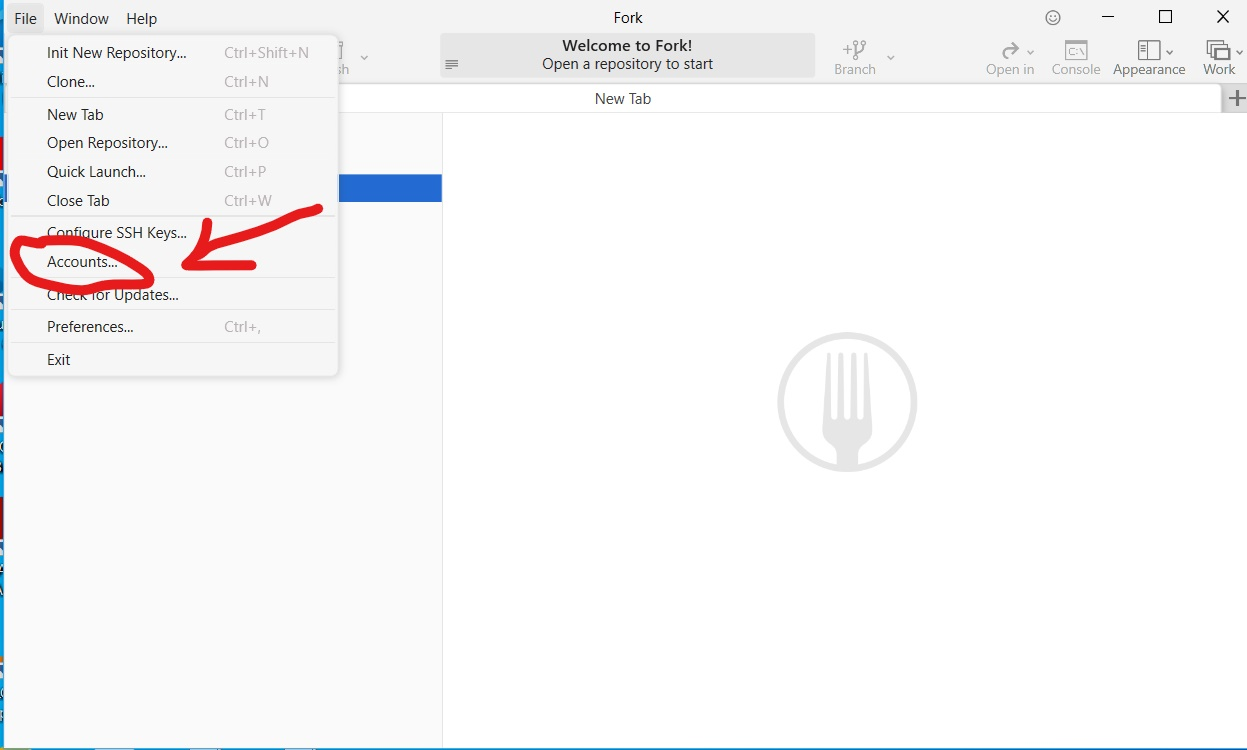 File Window Help
Fork
Init New Repository... Ctrl+Shift+N
Clone... Ctrl+N
New Tab Ctrl+T
Open Repository... Ctrl+O
Quick Launch... Ctrl+P
Close Tab Ctrl+W
Configure SSH Keys...
Accounts...
Check for Updates...
Preferences... Ctrl+,
Exit
Welcome to Fork!
Open a repository to start
Branch
Open in
Console
Appearance
Work
New Tab